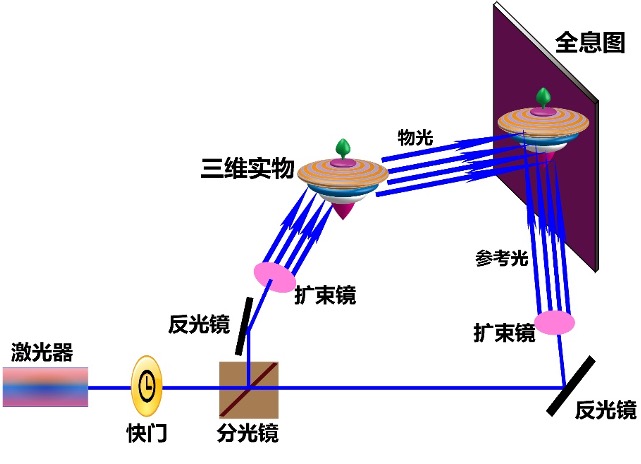 全息图
物光
三维实物
参考光
扩束镜
反光镜
扩束镜
激光器
快门
分光镜
反光镜